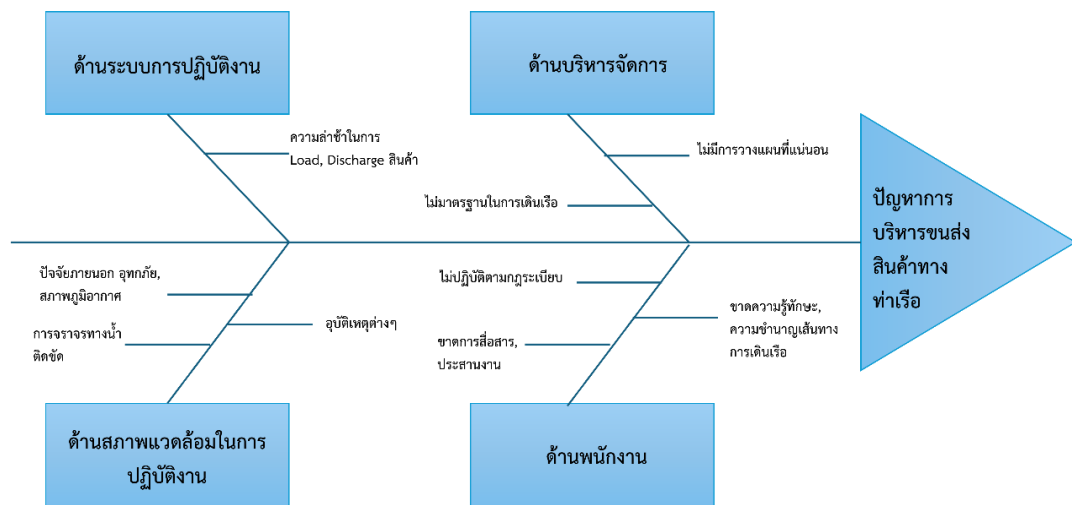 ด้านระบบการปฏิบัติงาน
ด้านบริหารจัดการ
ความล่าช้าในการ
Load, Discharge สินค้า
ไม่มีการวางแผนที่แน่นอน
ไม่มาตรฐานในการเดินเรือ
ปัญหาการ
บริหารขนส่ง
สินค้าทาง
ท่าเรือ
ปัจจัยภายนอก อุทกภัย,
สภาพภูมิอากาศ
อุบัติเหตุต่างๆ
การจราจรทางน้ำ
ติดขัด
ไม่ปฏิบัติตามกฎระเบียบ
ขาดความรู้ทักษะ,
ความชำนาญเส้นทาง
การเดินเรือ
ขาดการสื่อสาร,
ประสานงาน
ด้านสภาพแวดล้อมในการ
ปฏิบัติงาน
ด้านพนักงาน